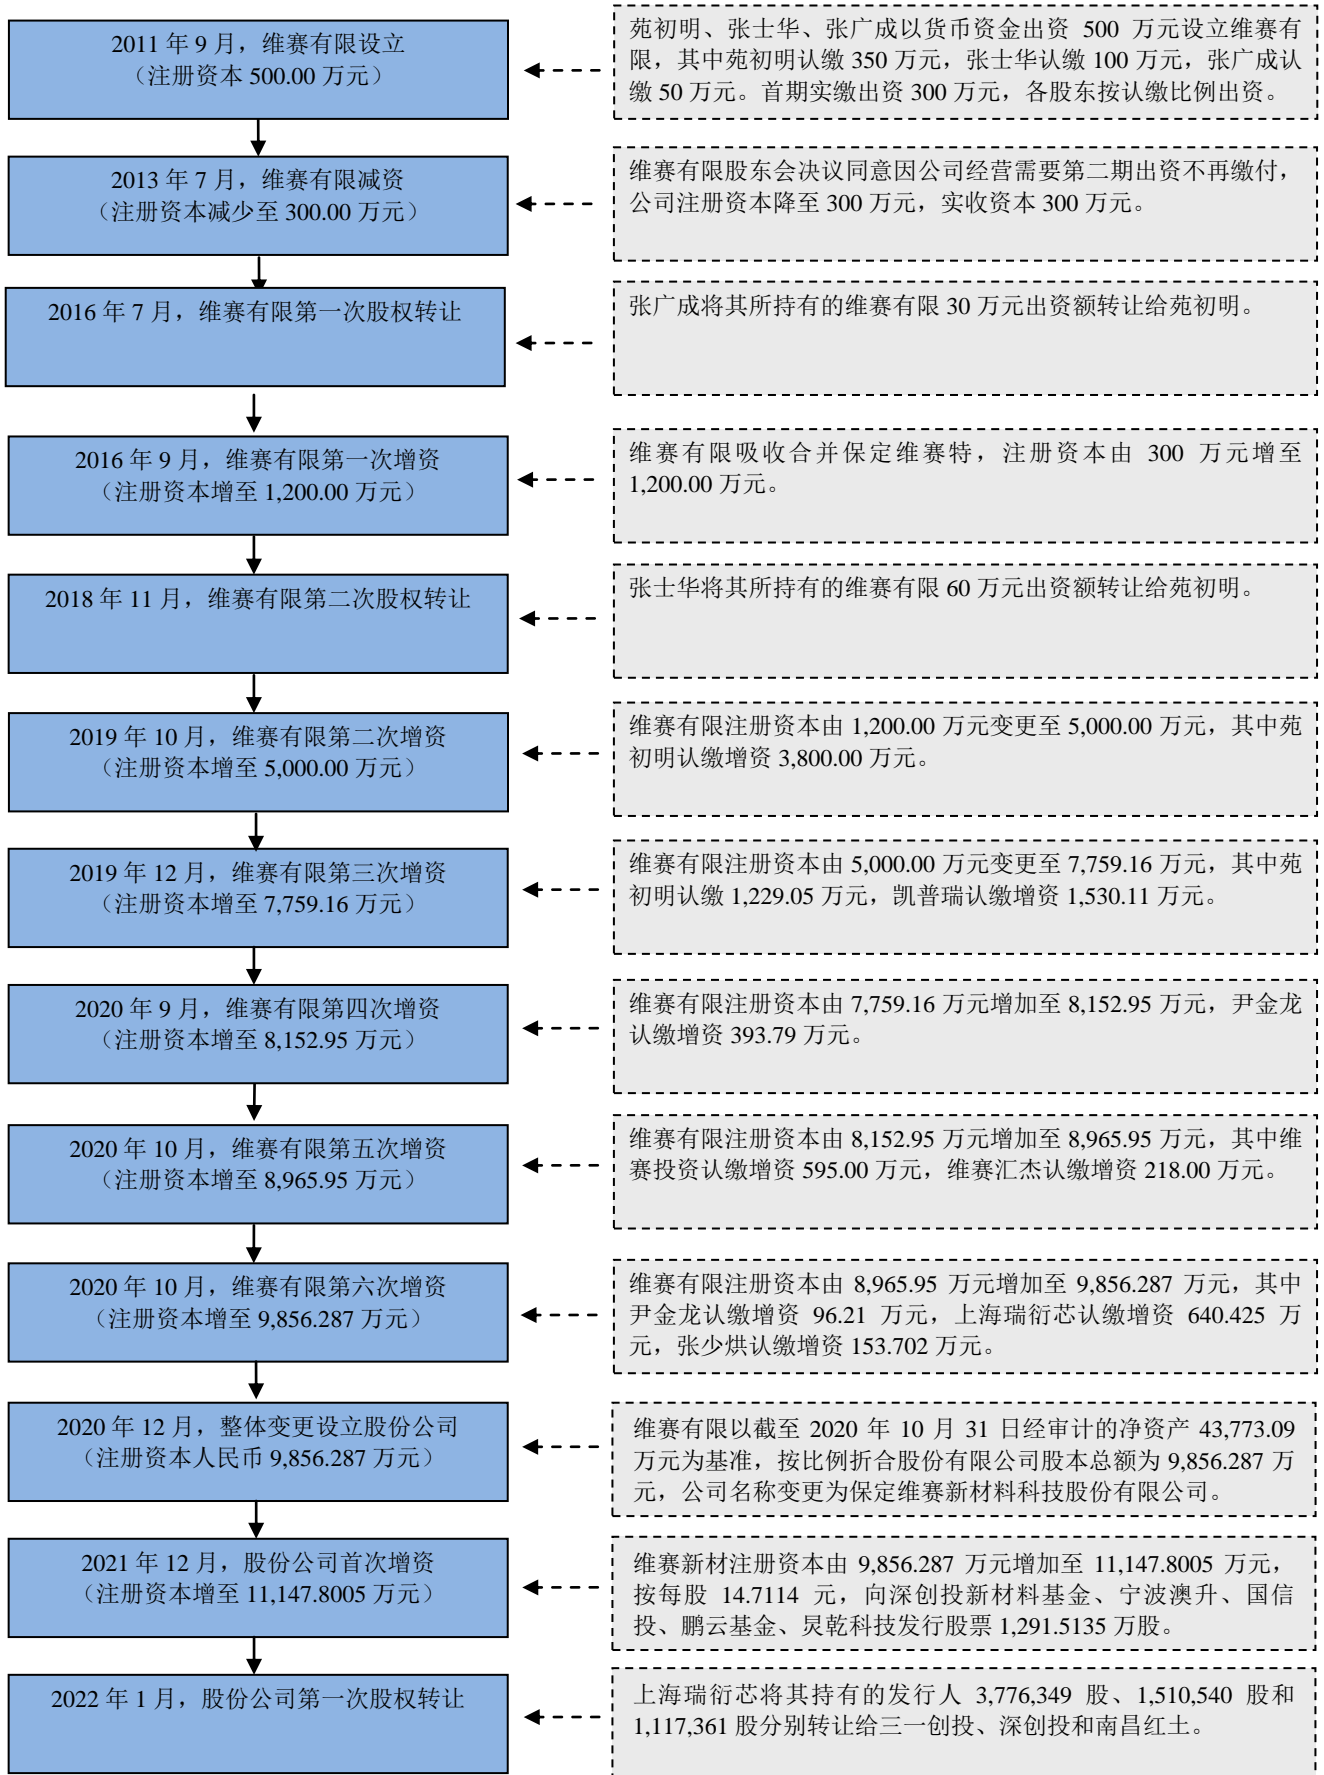 2011 年 9 月，维赛有限设立
（注册资本 500.00 万元）
苑初明、张士华、张广成以货币资金出资 500 万元设立维赛有
限，其中苑初明认缴 350 万元，张士华认缴 100 万元，张广成认
缴 50 万元。首期实缴出资 300 万元，各股东按认缴比例出资。
2013 年 7 月，维赛有限减资
（注册资本减少至 300.00 万元）
维赛有限股东会决议同意因公司经营需要第二期出资不再缴付，
公司注册资本降至 300 万元，实收资本 300 万元。
2016 年 7 月，维赛有限第一次股权转让
张广成将其所持有的维赛有限 30 万元出资额转让给苑初明。
2016 年 9 月，维赛有限第一次增资
（注册资本增至 1,200.00 万元）
维赛有限吸收合并保定维赛特，注册资本由 300 万元增至
1,200.00 万元。
2018 年 11 月，维赛有限第二次股权转让
张士华将其所持有的维赛有限 60 万元出资额转让给苑初明。
2019 年 10 月，维赛有限第二次增资
（注册资本增至 5,000.00 万元）
维赛有限注册资本由 1,200.00 万元变更至 5,000.00 万元，其中苑
初明认缴增资 3,800.00 万元。
2019 年 12 月，维赛有限第三次增资
（注册资本增至 7,759.16 万元）
维赛有限注册资本由 5,000.00 万元变更至 7,759.16 万元，其中苑
初明认缴 1,229.05 万元，凯普瑞认缴增资 1,530.11 万元。
2020 年 9 月，维赛有限第四次增资
（注册资本增至 8,152.95 万元）
维赛有限注册资本由 7,759.16 万元增加至 8,152.95 万元，尹金龙
认缴增资 393.79 万元。
2020 年 10 月，维赛有限第五次增资
（注册资本增至 8,965.95 万元）
维赛有限注册资本由 8,152.95 万元增加至 8,965.95 万元，其中维
赛投资认缴增资 595.00 万元，维赛汇杰认缴增资 218.00 万元。
2020 年 10 月，维赛有限第六次增资
（注册资本增至 9,856.287 万元）
维赛有限注册资本由 8,965.95 万元增加至 9,856.287 万元，其中
尹金龙认缴增资 96.21 万元，上海瑞衍芯认缴增资 640.425 万
元，张少烘认缴增资 153.702 万元。
2020 年 12 月，整体变更设立股份公司
（注册资本人民币 9,856.287 万元）
维赛有限以截至 2020 年 10 月 31 日经审计的净资产 43,773.09
万元为基准，按比例折合股份有限公司股本总额为 9,856.287 万
元，公司名称变更为保定维赛新材料科技股份有限公司。
2021 年 12 月，股份公司首次增资
（注册资本增至 11,147.8005 万元）
维赛新材注册资本由 9,856.287 万元增加至 11,147.8005 万元，
按每股 14.7114 元，向深创投新材料基金、宁波澳升、国信
投、鹏云基金、炅乾科技发行股票 1,291.5135 万股。
2022 年 1 月，股份公司第一次股权转让
上海瑞衍芯将其持有的发行人 3,776,349 股、1,510,540 股和
1,117,361 股分别转让给三一创投、深创投和南昌红土。